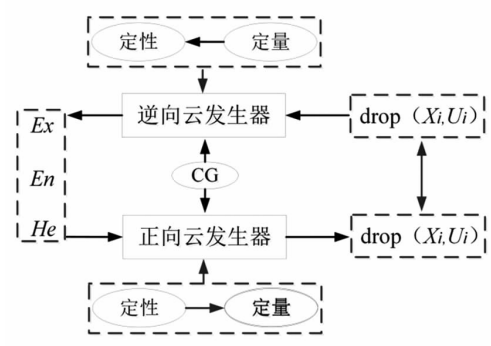 定性 定量
逆向云发生器 drop（Xi,Ui）
Ex
En
He
CG
正向云发生器 drop（Xi,Ui）
定性 定量